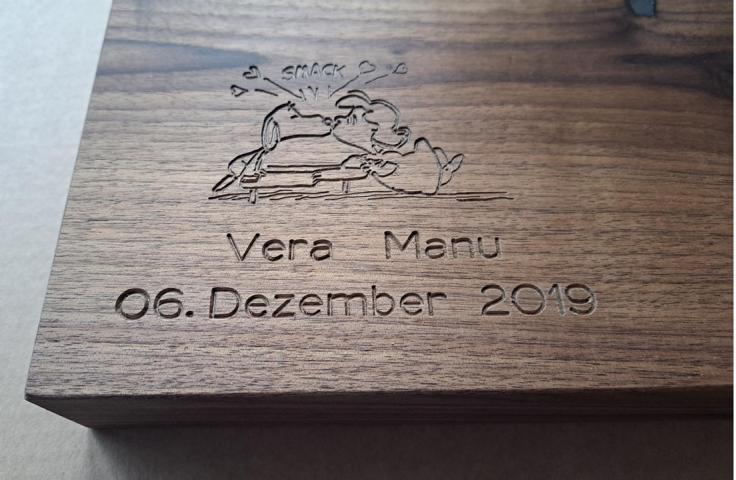 SMACK
Vera Manu
06. Dezember 2019